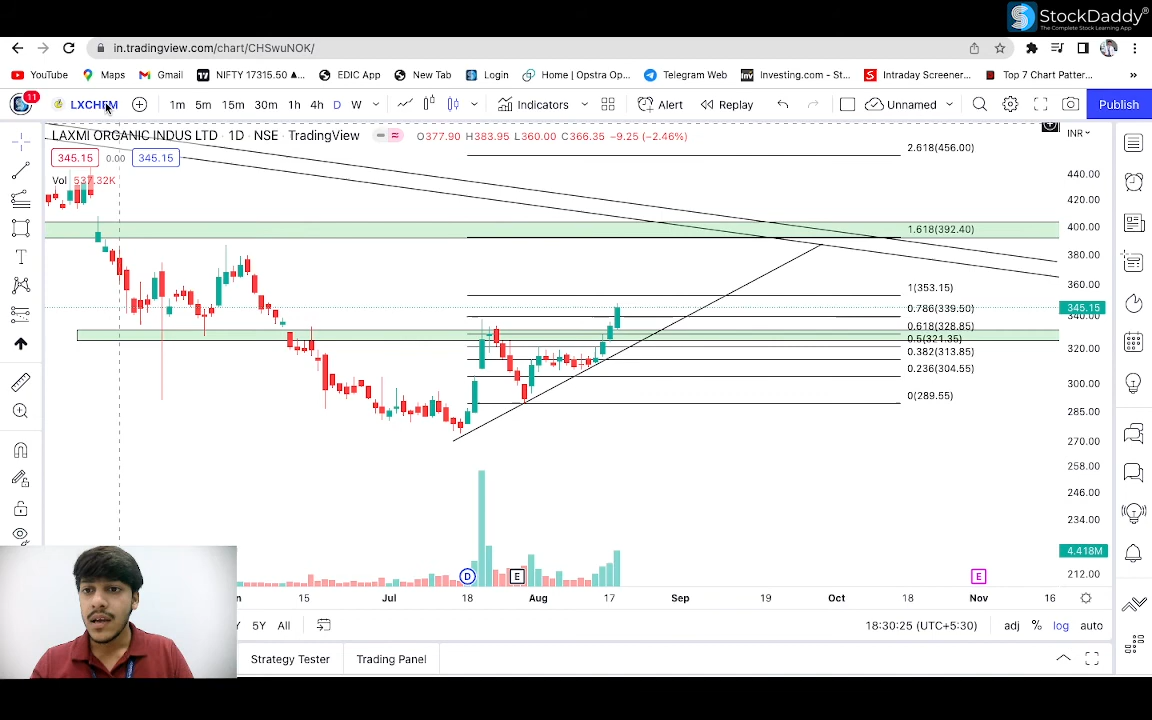 StockDaddy®
The Complete Stock Learning App
in.tradingview.com/chart/CHSwuNOK/
YouTube Maps Gmail NIFTY 17315.50 ▲... EDIC App New Tab Login Home | Opstra Op... Telegram Web Investing.com - St... Intraday Screener... Top 7 Chart Patter... »
11 LXCHEM 1m 5m 15m 30m 1h 4h D W Indicators Alert Replay Unnamed Publish
LAXMI ORGANIC INDUS LTD · 1D · NSE · TradingView O377.90 H383.95 L360.00 C366.35 −9.25 (−2.46%) INR
345.15 0.00 345.15
Vol 537.32K
2.618(456.00)
1.618(392.40)
1(353.15)
0.786(339.50)
0.618(328.85)
0.5(321.35)
0.382(313.85)
0.236(304.55)
0(289.55)
440.00
420.00
400.00
380.00
360.00
345.15
340.00
320.00
300.00
285.00
270.00
258.00
246.00
234.00
4.418M
212.00
D E E
15 Jul 18 Aug 17 Sep 19 Oct 18 Nov 16
5Y All 18:30:25 (UTC+5:30) adj % log auto
Strategy Tester Trading Panel